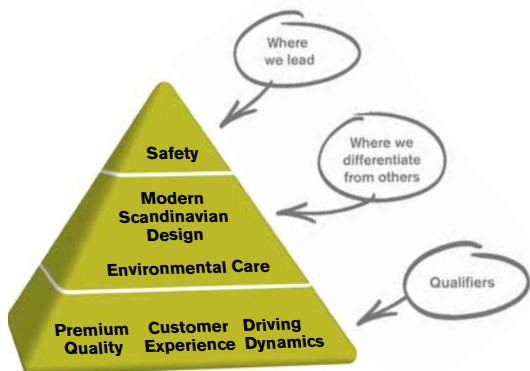 Where
we lead
Safety
Where we
differentiate
from others
Modern
Scandinavian
Design
Environmental Care
Qualifiers
Premium Customer Driving
Quality Experience Dynamics